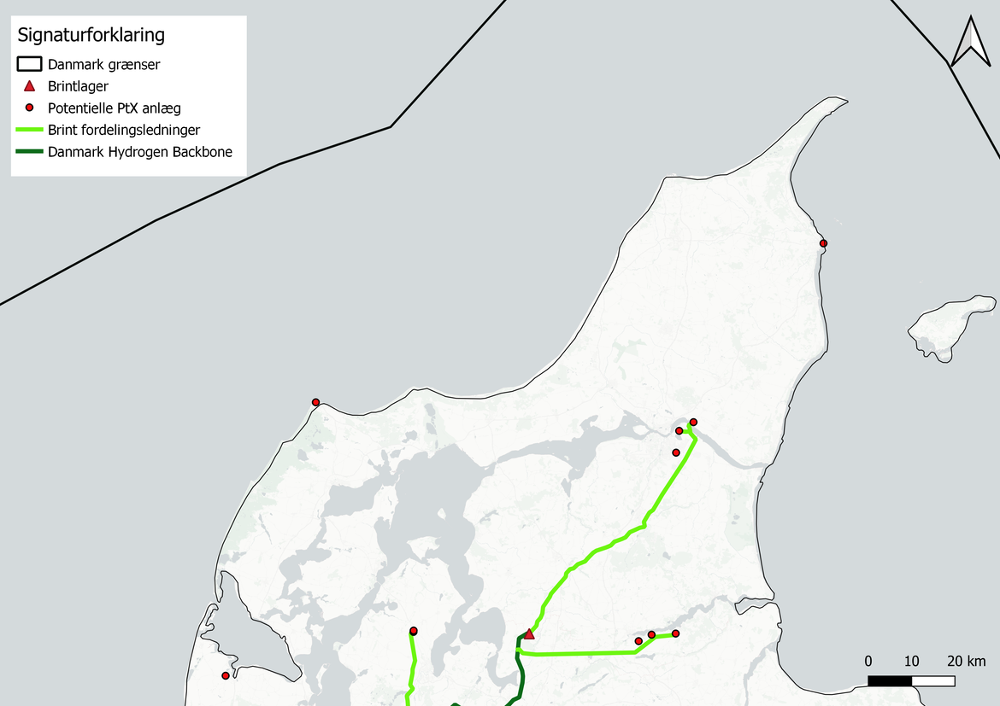 Signaturforklaring
Danmark grænser
Brintlager
Potentielle PtX anlæg
Brint fordelingsledninger
Danmark Hydrogen Backbone
0 10 20 km